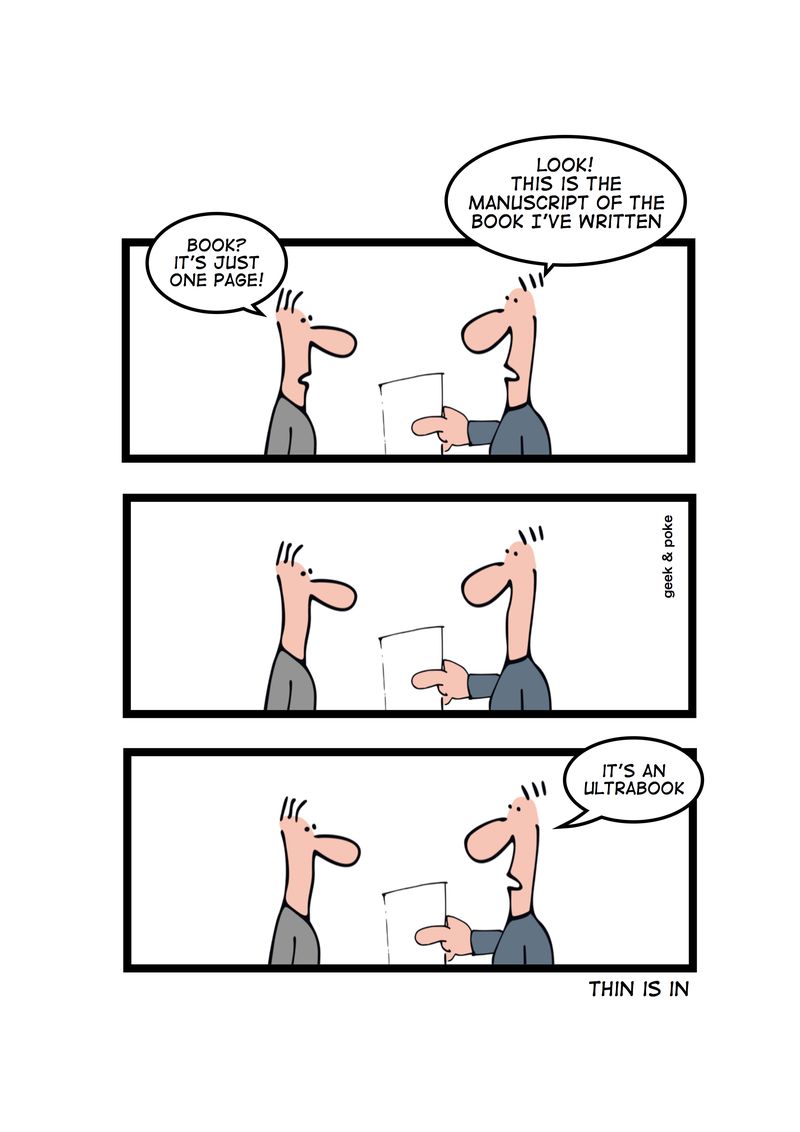 LOOK!
THIS IS THE
MANUSCRIPT OF THE
BOOK I'VE WRITTEN
BOOK?
IT'S JUST
ONE PAGE!
geek & poke
IT'S AN
ULTRABOOK
THIN IS IN